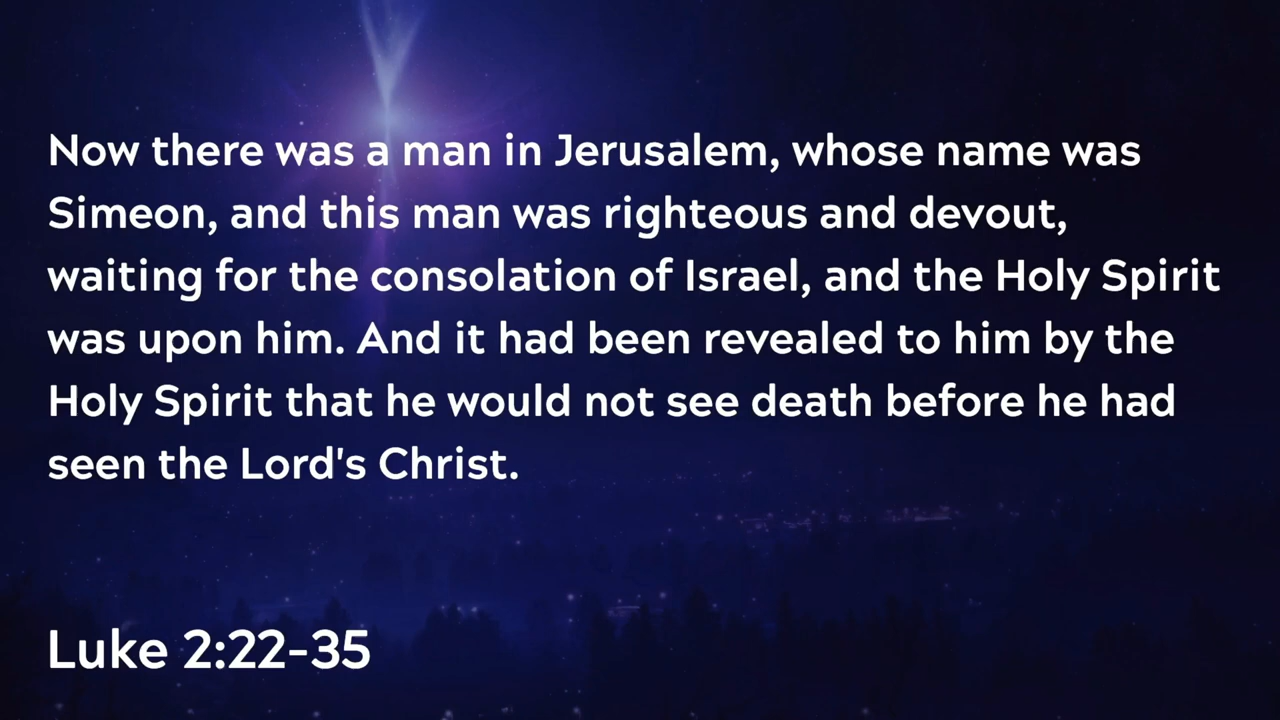 Now there was a man in Jerusalem, whose name was
Simeon, and this man was righteous and devout,
waiting for the consolation of Israel, and the Holy Spirit
was upon him. And it had been revealed to him by the
Holy Spirit that he would not see death before he had
seen the Lord's Christ.
Luke 2:22-35